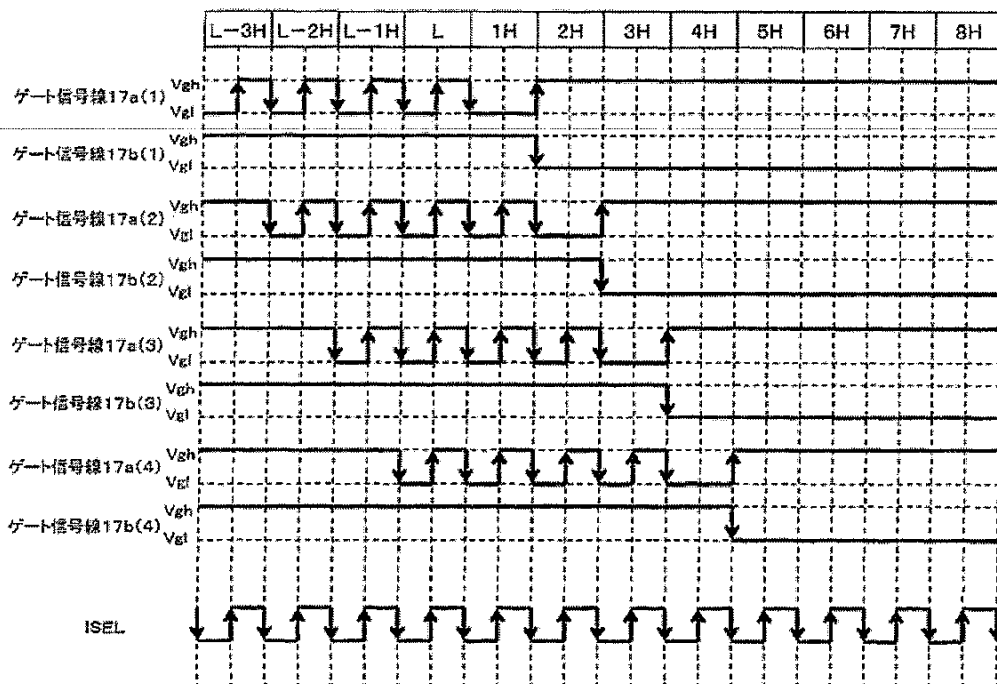 L-3H L-2H L-1H L 1H 2H 3H 4H 5H 6H 7H 8H
ゲート信号線17a(1) Vgh
Vgl
ゲート信号線17b(1) Vgh
Vgl
ゲート信号線17a(2) Vgh
Vgl
ゲート信号線17b(2) Vgh
Vgl
ゲート信号線17a(3) Vgh
Vgl
ゲート信号線17b(3) Vgh
Vgl
ゲート信号線17a(4) Vgh
Vgl
ゲート信号線17b(4) Vgh
Vgl
ISEL